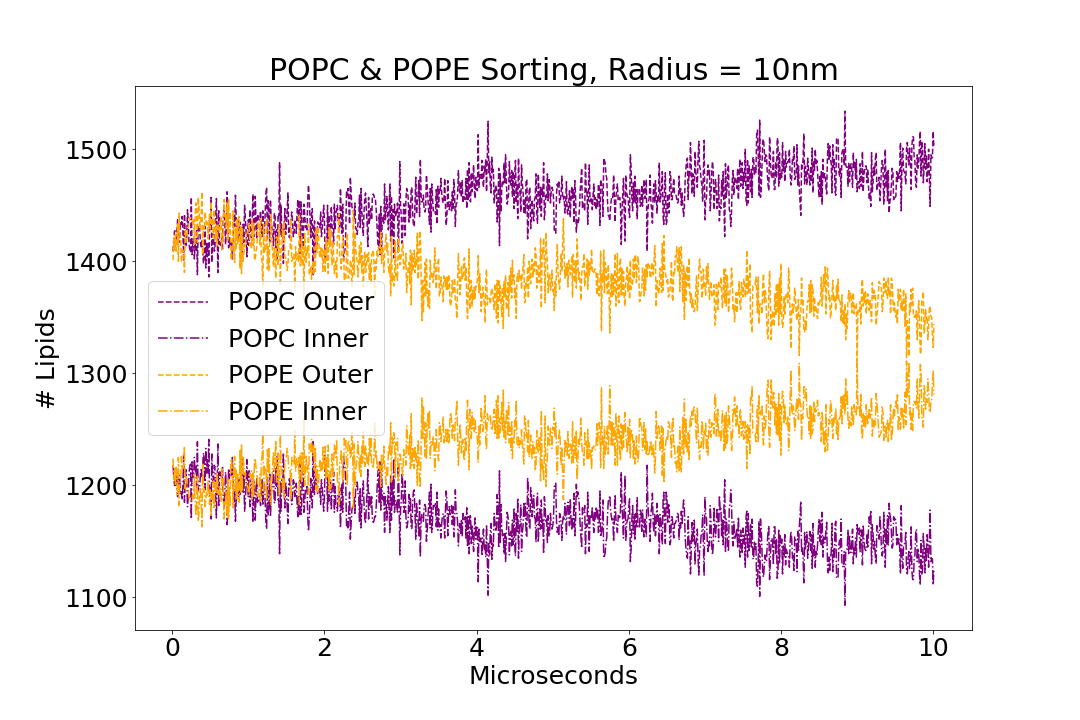 POPC & POPE Sorting, Radius = 10nm
1500
1400
1300
1200
1100
# Lipids
POPC Outer
POPC Inner
POPE Outer
POPE Inner
0 2 4 6 8 10
Microseconds